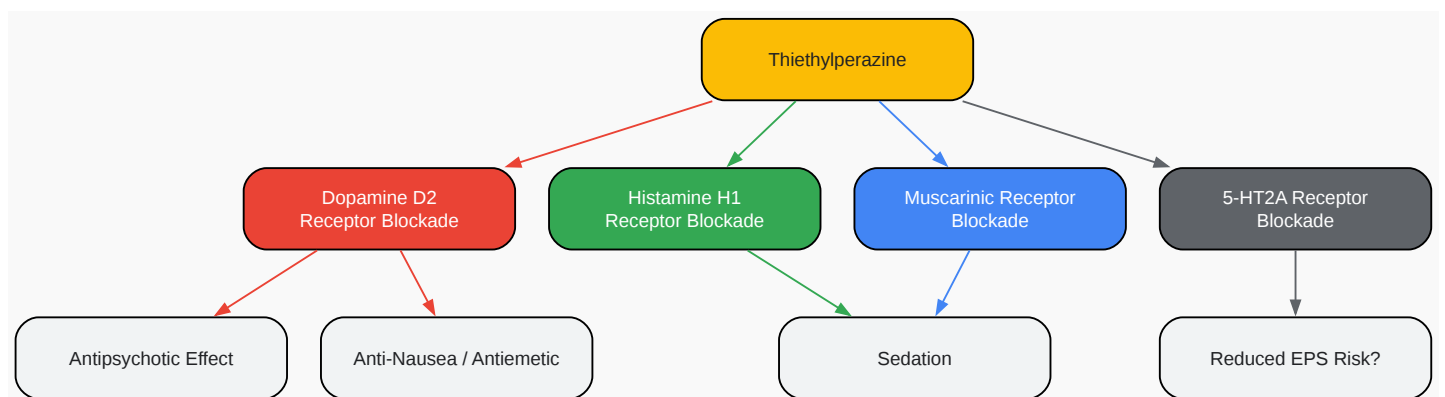 Thiethylperazine
Dopamine D2
Receptor Blockade
Histamine H1
Receptor Blockade
Muscarinic Receptor
Blockade
5-HT2A Receptor
Blockade
Antipsychotic Effect
Anti-Nausea / Antiemetic
Sedation
Reduced EPS Risk?